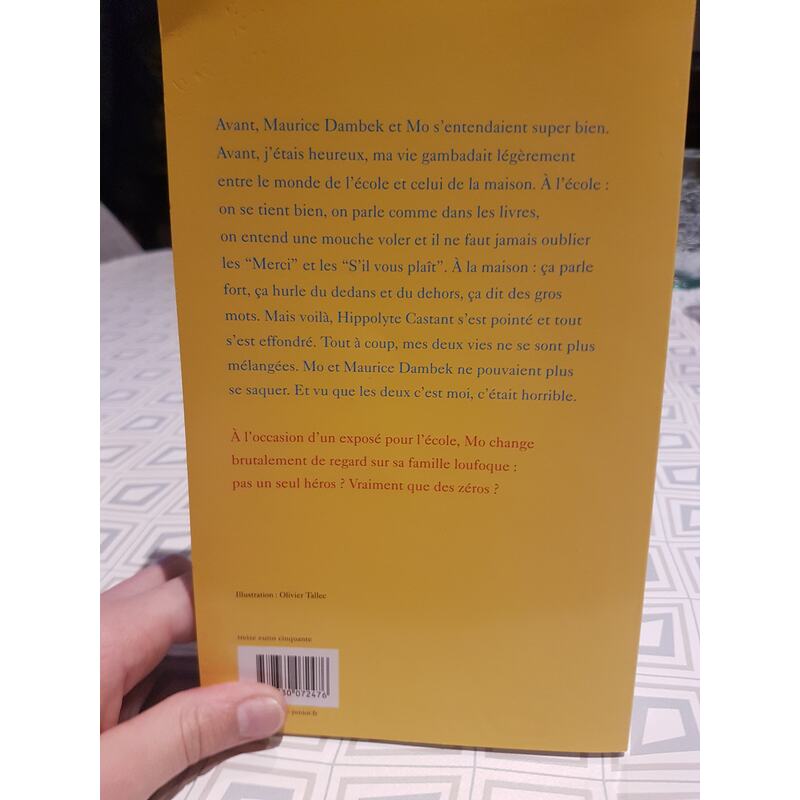 Avant, Maurice Dambek et Mo s'entendaient super bien.
Avant, j'étais heureux, ma vie gambadait légèrement
entre le monde de l'école et celui de la maison. À l'école :
on se tient bien, on parle comme dans les livres,
on entend une mouche voler et il ne faut jamais oublier
les “Merci” et les “S'il vous plaît”. À la maison : ça parle
fort, ça hurle du dedans et du dehors, ça dit des gros
mots. Mais voilà, Hippolyte Castant s'est pointé et tout
s'est effondré. Tout à coup, mes deux vies ne se sont plus
mélangées. Mo et Maurice Dambek ne pouvaient plus
se saquer. Et vu que les deux c'est moi, c'était horrible.
À l'occasion d'un exposé pour l'école, Mo change
brutalement de regard sur sa famille loufoque :
pas un seul héros ? Vraiment que des zéros ?
Illustration : Olivier Tallec
treize euros cinquante
30072476
junior.fr